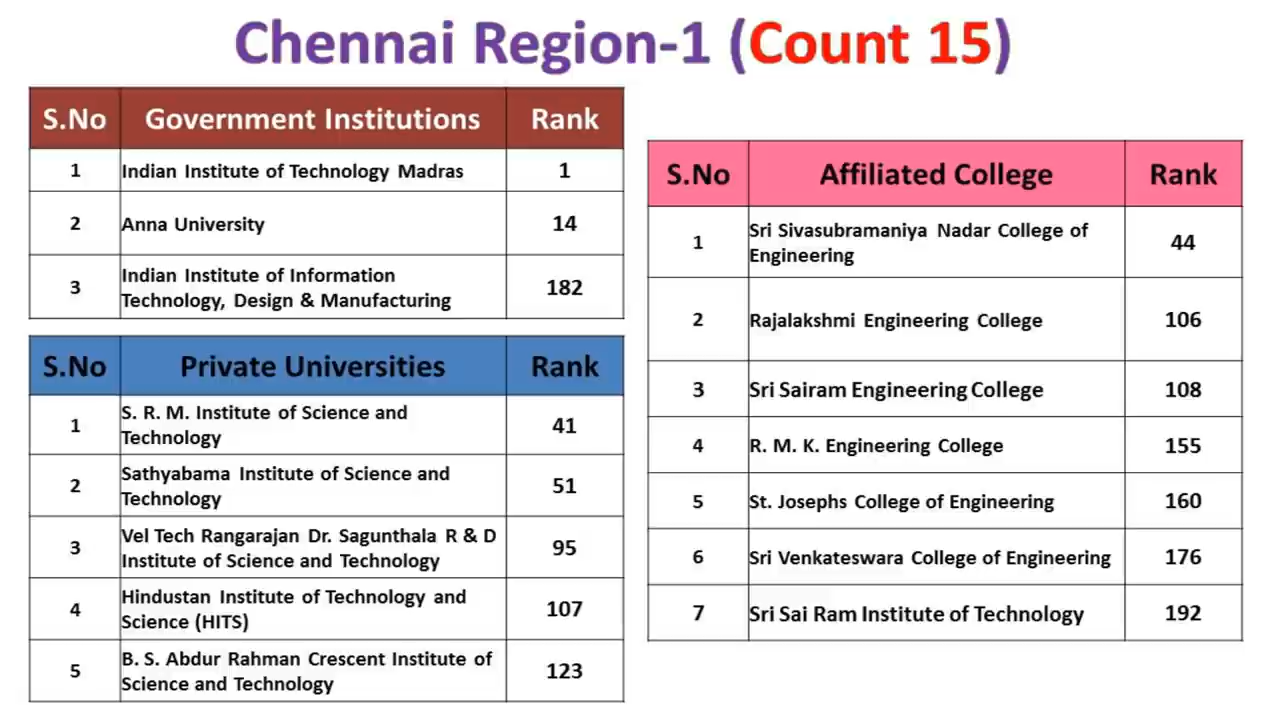 Chennai Region-1 (Count 15)
S.No Government Institutions Rank
1 Indian Institute of Technology Madras 1
2 Anna University 14
3 Indian Institute of Information
Technology, Design & Manufacturing 182
S.No Private Universities Rank
1 S. R. M. Institute of Science and
Technology 41
2 Sathyabama Institute of Science and
Technology 51
3 Vel Tech Rangarajan Dr. Sagunthala R & D
Institute of Science and Technology 95
4 Hindustan Institute of Technology and
Science (HITS) 107
5 B. S. Abdur Rahman Crescent Institute of
Science and Technology 123
S.No Affiliated College Rank
1 Sri Sivasubramaniya Nadar College of
Engineering 44
2 Rajalakshmi Engineering College 106
3 Sri Sairam Engineering College 108
4 R. M. K. Engineering College 155
5 St. Josephs College of Engineering 160
6 Sri Venkateswara College of Engineering 176
7 Sri Sai Ram Institute of Technology 192